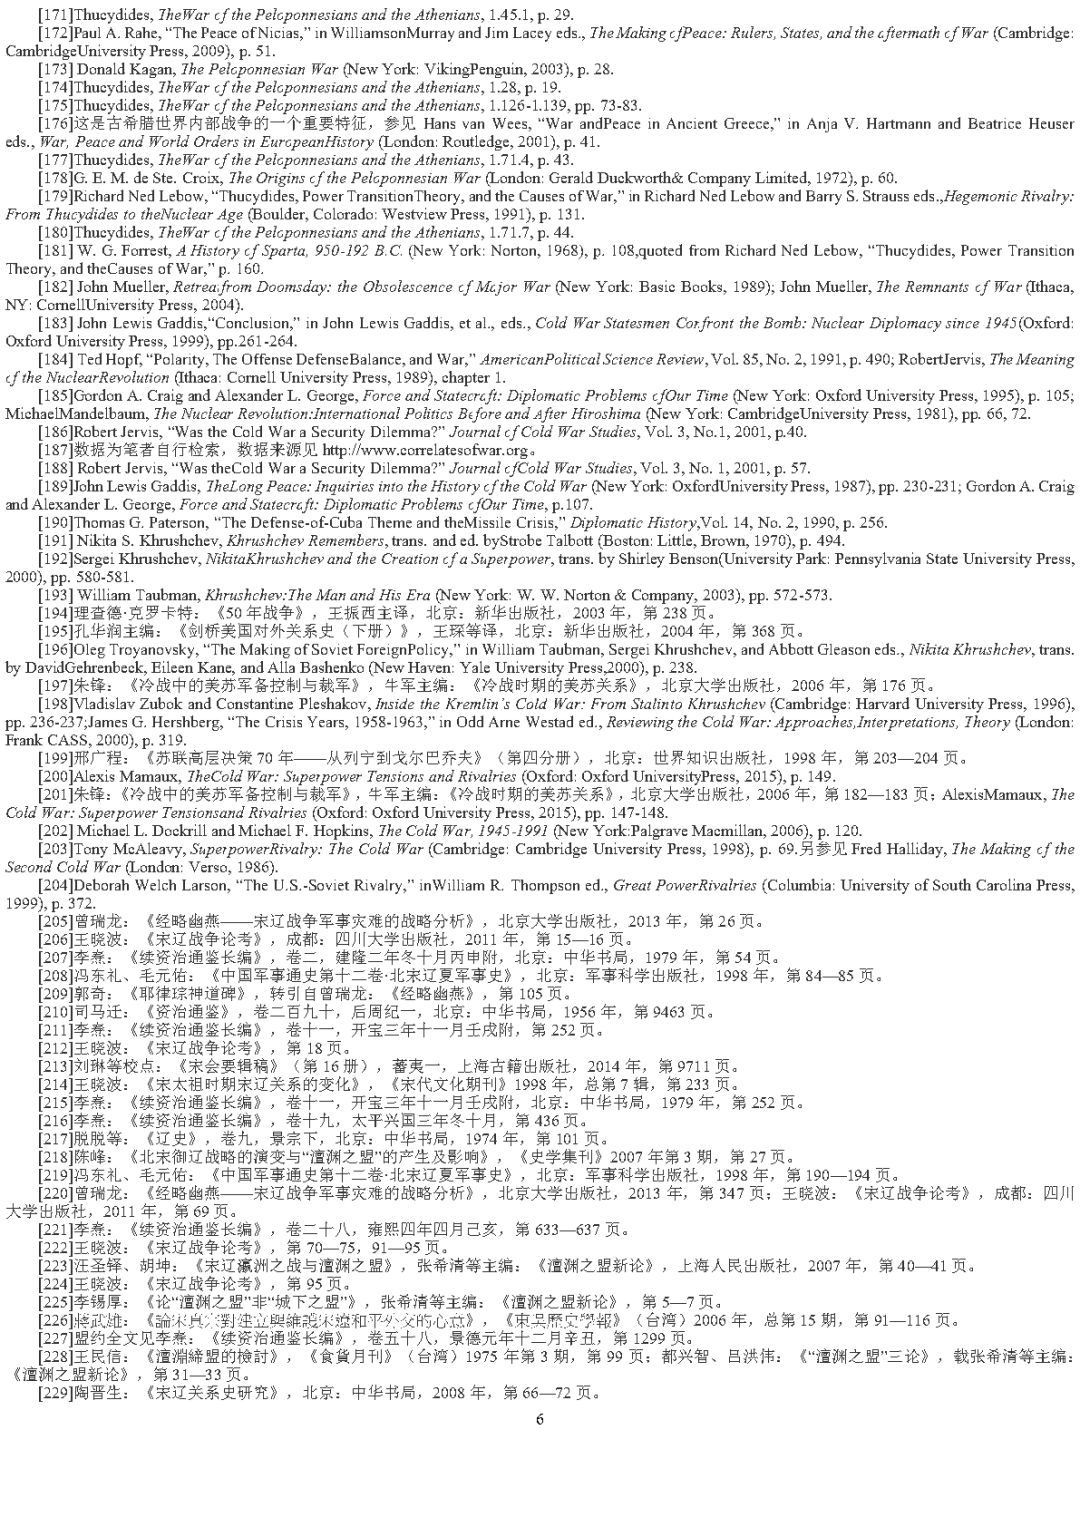 [171]Thucydides, TheWar of the Peloponnesians and the Athenians, 1.45.1, p. 29.
[172]Paul A. Rahe, “The Peace of Nicias,” in WilliamsonMurray and Jim Lacey eds., The Making ofPeace: Rulers, States, and the aftermath of War (Cambridge:
CambridgeUniversity Press, 2009), p. 51.
[173] Donald Kagan, The Peloponnesian War (New York: VikingPenguin, 2003), p. 28.
[174]Thucydides, TheWar of the Peloponnesians and the Athenians, 1.28, p. 19.
[175]Thucydides, TheWar of the Peloponnesians and the Athenians, 1.126-1.139, pp. 73-83.
[176]这是古希腊世界内部战争的一个重要特征，参见 Hans van Wees, “War andPeace in Ancient Greece,” in Anja V. Hartmann and Beatrice Heuser
eds., War, Peace and World Orders in EuropeanHistory (London: Routledge, 2001), p. 41.
[177]Thucydides, TheWar of the Peloponnesians and the Athenians, 1.71.4, p. 43.
[178]G. E. M. de Ste. Croix, The Origins of the Peloponnesian War (London: Gerald Duckworth& Company Limited, 1972), p. 60.
[179]Richard Ned Lebow, “Thucydides, Power TransitionTheory, and the Causes of War,” in Richard Ned Lebow and Barry S. Strauss eds.,Hegemonic Rivalry:
From Thucydides to theNuclear Age (Boulder, Colorado: Westview Press, 1991), p. 131.
[180]Thucydides, TheWar of the Peloponnesians and the Athenians, 1.71.7, p. 44.
[181] W. G. Forrest, A History of Sparta, 950-192 B.C. (New York: Norton, 1968), p. 108,quoted from Richard Ned Lebow, “Thucydides, Power Transition
Theory, and theCauses of War,” p. 160.
[182] John Mueller, Retreatfrom Doomsday: the Obsolescence of Major War (New York: Basic Books, 1989); John Mueller, The Remnants of War (Ithaca,
NY: CornellUniversity Press, 2004).
[183] John Lewis Gaddis,“Conclusion,” in John Lewis Gaddis, et al., eds., Cold War Statesmen Confront the Bomb: Nuclear Diplomacy since 1945(Oxford:
Oxford University Press, 1999), pp.261-264.
[184] Ted Hopf, “Polarity, The Offense DefenseBalance, and War,” AmericanPolitical Science Review, Vol. 85, No. 2, 1991, p. 490; RobertJervis, The Meaning
of the NuclearRevolution (Ithaca: Cornell University Press, 1989), chapter 1.
[185]Gordon A. Craig and Alexander L. George, Force and Statecraft: Diplomatic Problems ofOur Time (New York: Oxford University Press, 1995), p. 105;
MichaelMandelbaum, The Nuclear Revolution:International Politics Before and After Hiroshima (New York: CambridgeUniversity Press, 1981), pp. 66, 72.
[186]Robert Jervis, “Was the Cold War a Security Dilemma?” Journal of Cold War Studies, Vol. 3, No.1, 2001, p.40.
[187]数据为笔者自行检索，数据来源见 http://www.correlatesofwar.org。
[188] Robert Jervis, “Was theCold War a Security Dilemma?” Journal ofCold War Studies, Vol. 3, No. 1, 2001, p. 57.
[189]John Lewis Gaddis, TheLong Peace: Inquiries into the History of the Cold War (New York: OxfordUniversity Press, 1987), pp. 230-231; Gordon A. Craig
and Alexander L. George, Force and Statecraft: Diplomatic Problems ofOur Time, p.107.
[190]Thomas G. Paterson, “The Defense-of-Cuba Theme and theMissile Crisis,” Diplomatic History,Vol. 14, No. 2, 1990, p. 256.
[191] Nikita S. Khrushchev, Khrushchev Remembers, trans. and ed. byStrobe Talbott (Boston: Little, Brown, 1970), p. 494.
[192]Sergei Khrushchev, NikitaKhrushchev and the Creation of a Superpower, trans. by Shirley Benson(University Park: Pennsylvania State University Press,
2000), pp. 580-581.
[193] William Taubman, Khrushchev:The Man and His Era (New York: W. W. Norton & Company, 2003), pp. 572-573.
[194]理查德·克罗卡特：《50 年战争》，王振西主译，北京：新华出版社，2003 年，第 238 页。
[195]孔华润主编：《剑桥美国对外关系史（下册）》，王琛等译，北京：新华出版社，2004 年，第 368 页。
[196]Oleg Troyanovsky, “The Making of Soviet ForeignPolicy,” in William Taubman, Sergei Khrushchev, and Abbott Gleason eds., Nikita Khrushchev, trans.
by DavidGehrenbeck, Eileen Kane, and Alla Bashenko (New Haven: Yale University Press,2000), p. 238.
[197]朱锋：《冷战中的美苏军备控制与裁军》，牛军主编：《冷战时期的美苏关系》，北京大学出版社，2006 年，第 176 页。
[198]Vladislav Zubok and Constantine Pleshakov, Inside the Kremlin’s Cold War: From Stalinto Khrushchev (Cambridge: Harvard University Press, 1996),
pp. 236-237;James G. Hershberg, “The Crisis Years, 1958-1963,” in Odd Arne Westad ed., Reviewing the Cold War: Approaches,Interpretations, Theory (London:
Frank CASS, 2000), p. 319.
[199]邢广程：《苏联高层决策 70 年——从列宁到戈尔巴乔夫》（第四分册），北京：世界知识出版社，1998 年，第 203—204 页。
[200]Alexis Mamaux, TheCold War: Superpower Tensions and Rivalries (Oxford: Oxford UniversityPress, 2015), p. 149.
[201]朱锋：《冷战中的美苏军备控制与裁军》，牛军主编：《冷战时期的美苏关系》，北京大学出版社，2006 年，第 182—183 页；AlexisMamaux, The
Cold War: Superpower Tensionsand Rivalries (Oxford: Oxford University Press, 2015), pp. 147-148.
[202] Michael L. Dockrill and Michael F. Hopkins, The Cold War, 1945-1991 (New York:Palgrave Macmillan, 2006), p. 120.
[203]Tony McAleavy, SuperpowerRivalry: The Cold War (Cambridge: Cambridge University Press, 1998), p. 69.另参见 Fred Halliday, The Making of the
Second Cold War (London: Verso, 1986).
[204]Deborah Welch Larson, “The U.S.-Soviet Rivalry,” inWilliam R. Thompson ed., Great PowerRivalries (Columbia: University of South Carolina Press,
1999), p. 372.
[205]曾瑞龙：《经略幽燕——宋辽战争军事灾难的战略分析》，北京大学出版社，2013 年，第 26 页。
[206]王晓波：《宋辽战争论考》，成都：四川大学出版社，2011 年，第 15—16 页。
[207]李焘：《续资治通鉴长编》，卷二，建隆二年冬十月丙申附，北京：中华书局，1979 年，第 54 页。
[208]冯东礼、毛元佑：《中国军事通史第十二卷·北宋辽夏军事史》，北京：军事科学出版社，1998 年，第 84—85 页。
[209]郭奇：《耶律琮神道碑》，转引自曾瑞龙：《经略幽燕》，第 105 页。
[210]司马迁：《资治通鉴》，卷二百九十，后周纪一，北京：中华书局，1956 年，第 9463 页。
[211]李焘：《续资治通鉴长编》，卷十一，开宝三年十一月壬戌附，第 252 页。
[212]王晓波：《宋辽战争论考》，第 18 页。
[213]刘琳等校点：《宋会要辑稿》（第 16 册），蕃夷一，上海古籍出版社，2014 年，第 9711 页。
[214]王晓波：《宋太祖时期宋辽关系的变化》，《宋代文化期刊》1998 年，总第 7 辑，第 233 页。
[215]李焘：《续资治通鉴长编》，卷十一，开宝三年十一月壬戌附，北京：中华书局，1979 年，第 252 页。
[216]李焘：《续资治通鉴长编》，卷十九，太平兴国三年冬十月，第 436 页。
[217]脱脱等：《辽史》，卷九，景宗下，北京：中华书局，1974 年，第 101 页。
[218]陈峰：《北宋御辽战略的演变与“澶渊之盟”的产生及影响》，《史学集刊》2007 年第 3 期，第 27 页。
[219]冯东礼、毛元佑：《中国军事通史第十二卷·北宋辽夏军事史》，北京：军事科学出版社，1998 年，第 190—194 页。
[220]曾瑞龙：《经略幽燕——宋辽战争军事灾难的战略分析》，北京大学出版社，2013 年，第 347 页；王晓波：《宋辽战争论考》，成都：四川
大学出版社，2011 年，第 69 页。
[221]李焘：《续资治通鉴长编》，卷二十八，雍熙四年四月己亥，第 633—637 页。
[222]王晓波：《宋辽战争论考》，第 70—75，91—95 页。
[223]汪圣铎、胡坤：《宋辽瀛洲之战与澶渊之盟》，张希清等主编：《澶渊之盟新论》，上海人民出版社，2007 年，第 40—41 页。
[224]王晓波：《宋辽战争论考》，第 95 页。
[225]李锡厚：《论“澶渊之盟”非“城下之盟”》，张希清等主编：《澶渊之盟新论》，第 5—7 页。
[226]蔣武雄：《論宋真宗對建立與維護宋遼和平外交的心意》，《東吳歷史學報》（台湾）2006 年，总第 15 期，第 91—116 页。
[227]盟约全文见李焘：《续资治通鉴长编》，卷五十八，景德元年十二月辛丑，第 1299 页。
[228]王民信：《澶淵締盟的檢討》，《食貨月刊》（台湾）1975 年第 3 期，第 99 页；都兴智、吕洪伟：《“澶渊之盟”三论》，载张希清等主编：
《澶渊之盟新论》，第 31—33 页。
[229]陶晋生：《宋辽关系史研究》，北京：中华书局，2008 年，第 66—72 页。
6